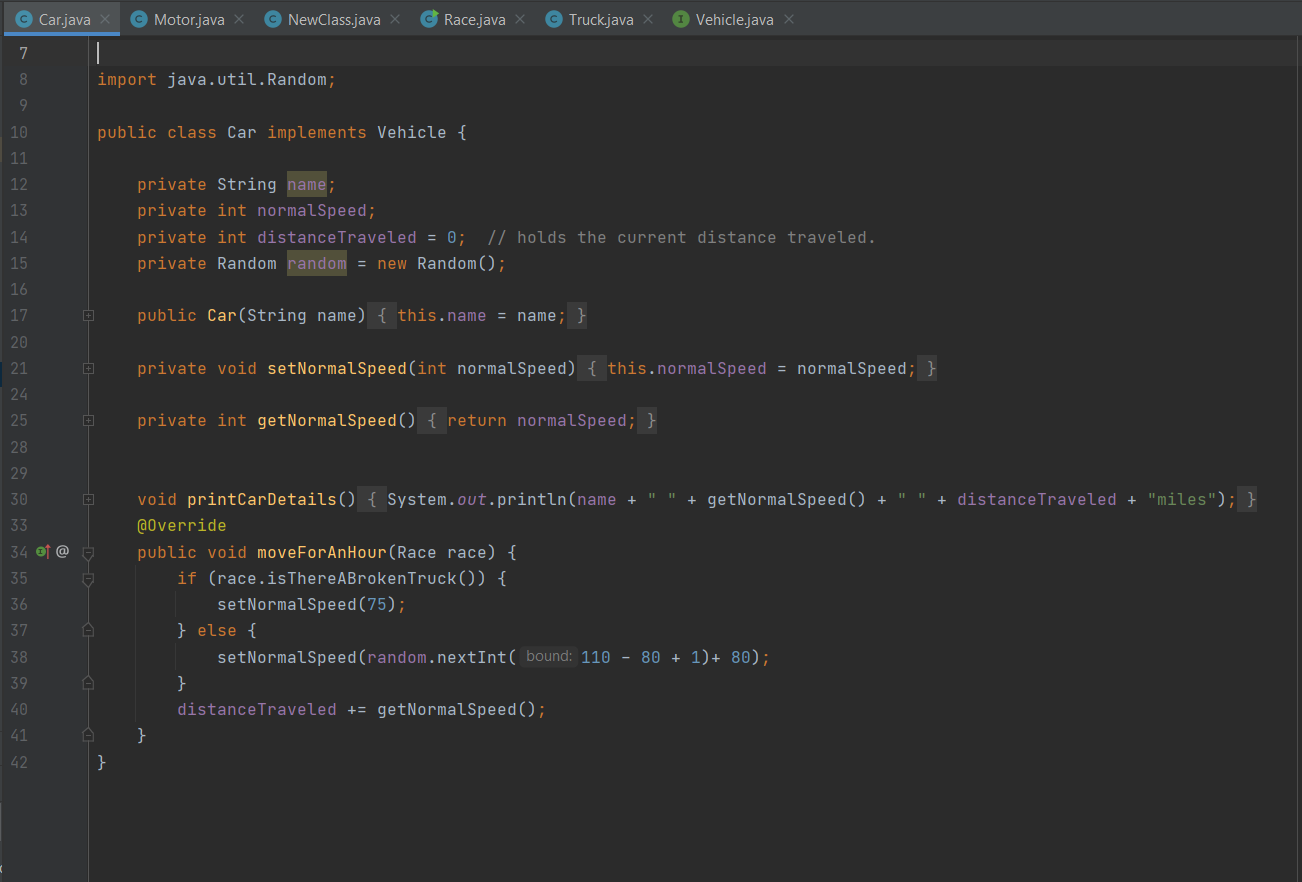 Car.java Motor.java NewClass.java Race.java Truck.java Vehicle.java
7
8 import java.util.Random;
9
10 public class Car implements Vehicle {
11
12 private String name;
13 private int normalSpeed;
14 private int distanceTraveled = 0;  // holds the current distance traveled.
15 private Random random = new Random();
16
17 public Car(String name) { this.name = name; }
20
21 private void setNormalSpeed(int normalSpeed) { this.normalSpeed = normalSpeed; }
24
25 private int getNormalSpeed() { return normalSpeed; }
28
29
30 void printCarDetails() { System.out.println(name + " " + getNormalSpeed() + " " + distanceTraveled + "miles"); }
33 @Override
34 @ public void moveForAnHour(Race race) {
35 if (race.isThereABrokenTruck()) {
36 setNormalSpeed(75);
37 } else {
38 setNormalSpeed(random.nextInt( bound: 110 - 80 + 1)+ 80);
39 }
40 distanceTraveled += getNormalSpeed();
41 }
42 }